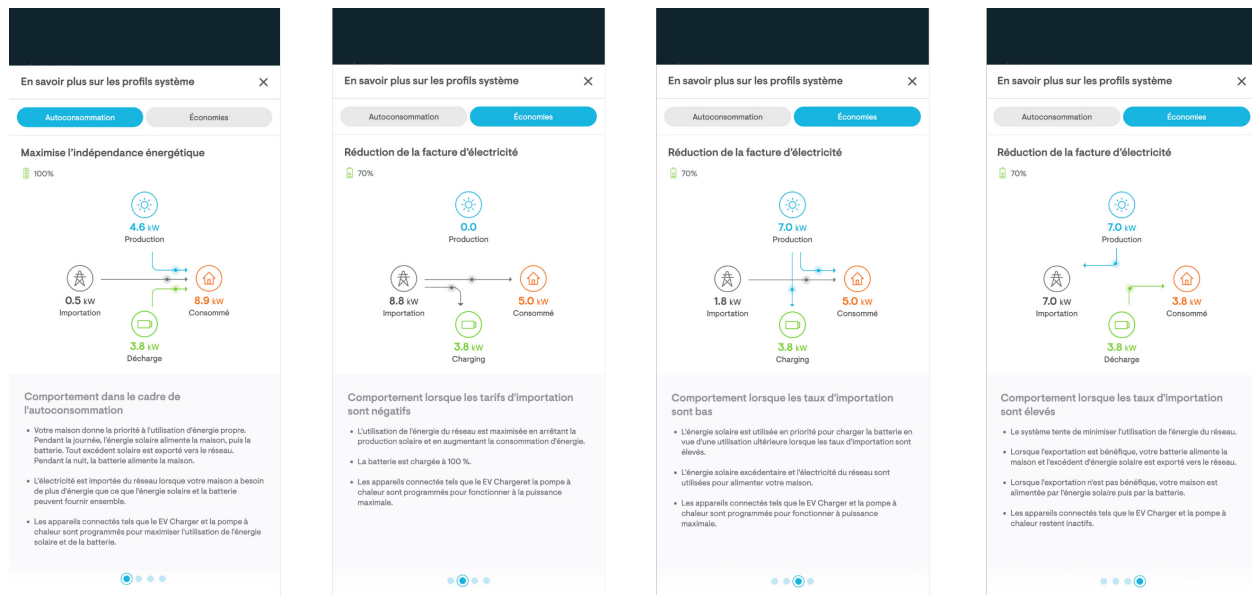 En savoir plus sur les profils système
Autoconsommation
Économies
Maximise l'indépendance énergétique
100%
4.6 kW
Production
0.5 kW
Importation
8.9 kW
Consommé
3.8 kW
Décharge
Comportement dans le cadre de
l'autoconsommation
• Votre maison donne la priorité à l'utilisation d'énergie propre.
Pendant la journée, l'énergie solaire alimente la maison, puis la
batterie. Tout excédent solaire est exporté vers le réseau.
Pendant la nuit, la batterie alimente la maison.
• L'électricité est importée du réseau lorsque votre maison a besoin
de plus d'énergie que ce que l'énergie solaire et la batterie
peuvent fournir ensemble.
• Les appareils connectés tels que le EV Charger et la pompe à
chaleur sont programmés pour maximiser l'utilisation de l'énergie
solaire et de la batterie.
En savoir plus sur les profils système
Autoconsommation
Économies
Réduction de la facture d'électricité
70%
0.0
Production
8.8 kW
Importation
5.0 kW
Consommé
3.8 kW
Charging
Comportement lorsque les tarifs d'importation
sont négatifs
• L'utilisation de l'énergie du réseau est maximisée en arrêtant la
production solaire et en augmentant la consommation d'énergie.
• La batterie est chargée à 100 %.
• Les appareils connectés tels que le EV Chargeret la pompe à
chaleur sont programmés pour fonctionner à la puissance
maximale.
En savoir plus sur les profils système
Autoconsommation
Économies
Réduction de la facture d'électricité
70%
7.0 kW
Production
1.8 kW
Importation
5.0 kW
Consommé
3.8 kW
Charging
Comportement lorsque les taux d'importation
sont bas
• L'énergie solaire est utilisée en priorité pour charger la batterie en
vue d'une utilisation ultérieure lorsque les taux d'importation sont
élevés.
• L'énergie solaire excédentaire et l'électricité du réseau sont
utilisées pour alimenter votre maison.
• Les appareils connectés tels que le EV Charger et la pompe à
chaleur sont programmés pour fonctionner à puissance
maximale.
En savoir plus sur les profils système
Autoconsommation
Économies
Réduction de la facture d'électricité
70%
7.0 kW
Production
7.0 kW
Importation
3.8 kW
Consommé
3.8 kW
Décharge
Comportement lorsque les taux d'importation
sont élevés
• Le système tente de minimiser l'utilisation de l'énergie du réseau.
• Lorsque l'exportation est bénéfique, votre batterie alimente la
maison et l'excédent d'énergie solaire est exporté vers le réseau.
• Lorsque l'exportation n'est pas bénéfique, votre maison est
alimentée par l'énergie solaire puis par la batterie.
• Les appareils connectés tels que le EV Charger et la pompe à
chaleur restent inactifs.